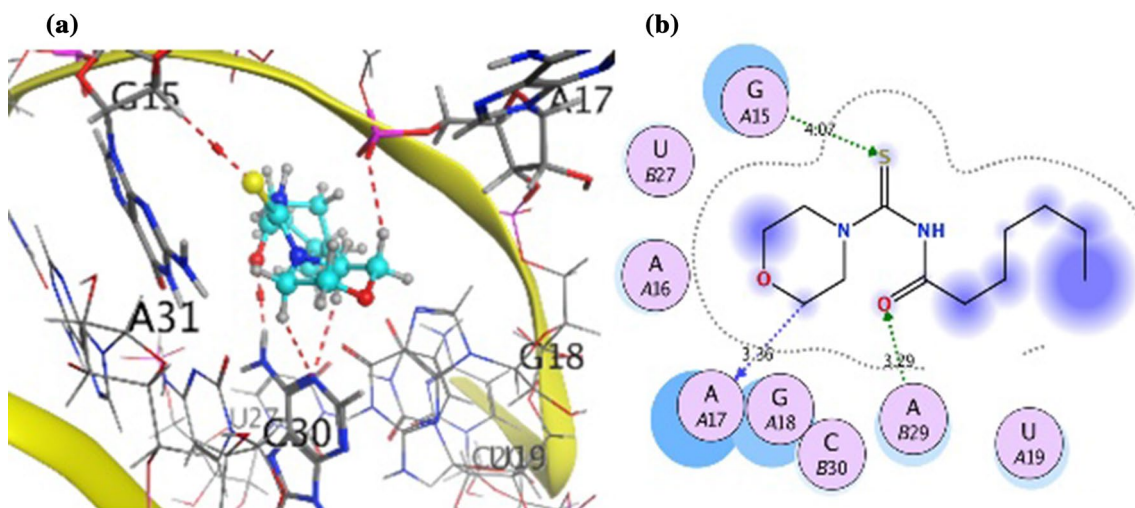 (a)
G15
A17
A31
G18
U27
C30
U19
(b)
G
A15
4.07
U
B27
S
A
A16
N
NH
O
O
3.36
3.29
A
A17
G
A18
C
B30
A
B29
U
A19